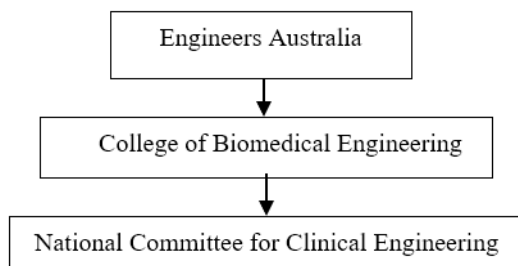 Engineers Australia
College of Biomedical Engineering
National Committee for Clinical Engineering